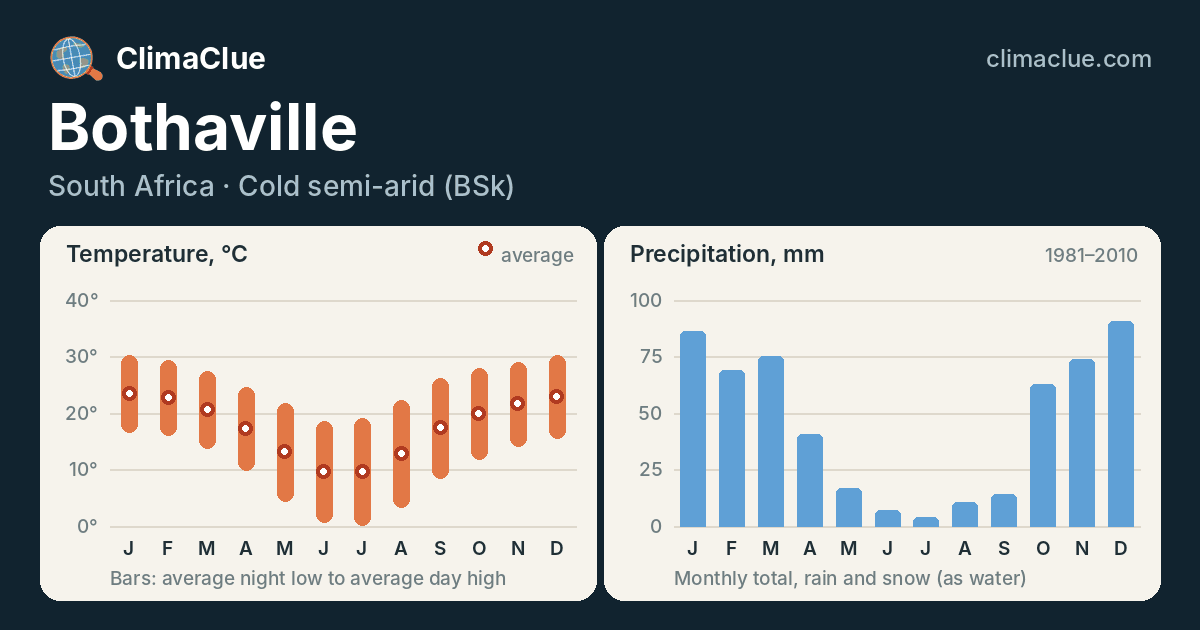 ClimaClue
climaclue.com
Bothaville
South Africa · Cold semi-arid (BSk)
Temperature, °C
average
40°
30°
20°
10°
0°
J F M A M J J A S O N D
Bars: average night low to average day high
Precipitation, mm
1981–2010
100
75
50
25
0
J F M A M J J A S O N D
Monthly total, rain and snow (as water)